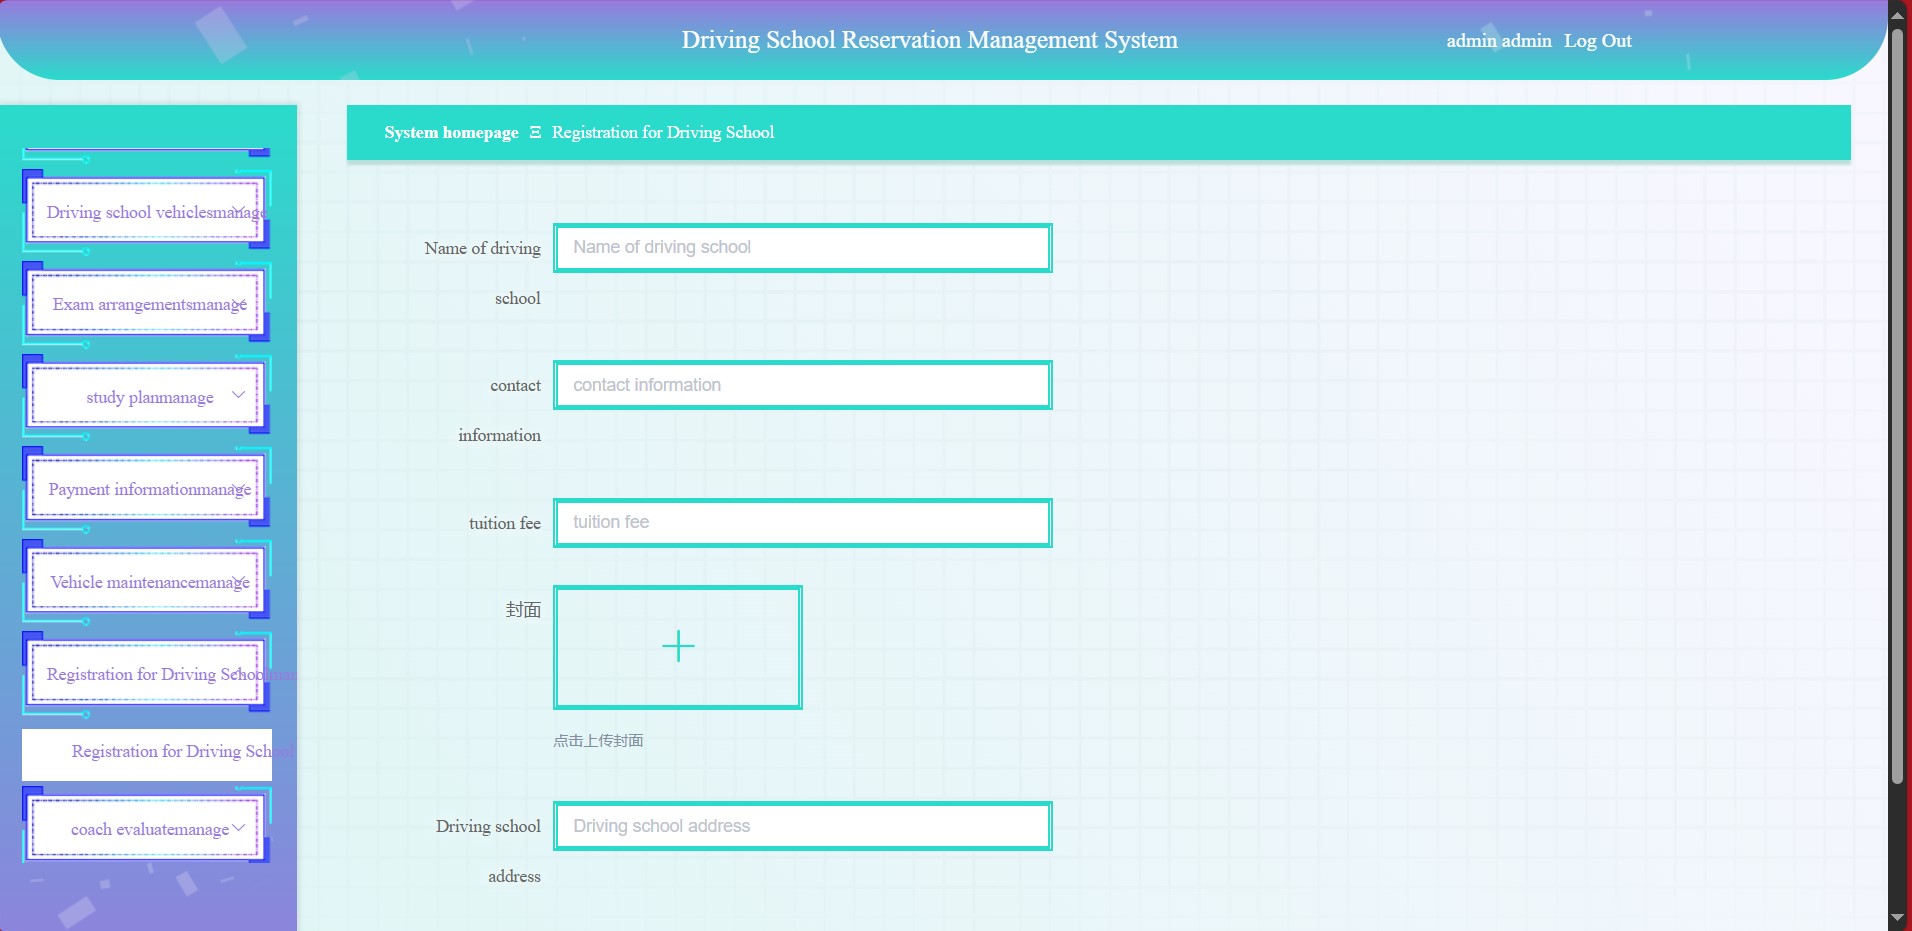 Driving School Reservation Management System
admin admin Log Out
System homepage Ξ Registration for Driving School
Driving school vehiclesmanage
Exam arrangementsmanage
study planmanage
Payment informationmanage
Vehicle maintenancemanage
Registration for Driving Schoolmana
Registration for Driving School
coach evaluatemanage
Name of driving
school
Name of driving school
contact
information
contact information
tuition fee
tuition fee
封面
点击上传封面
Driving school
address
Driving school address